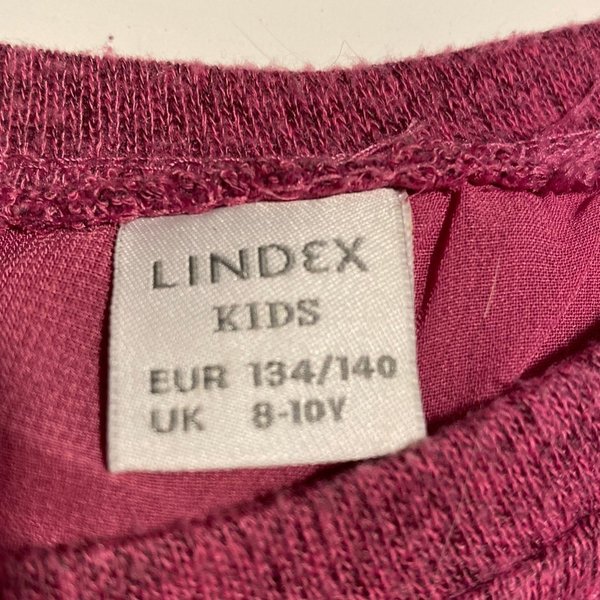 LINDEX
KIDS
EUR 134/140
UK 8-10Y